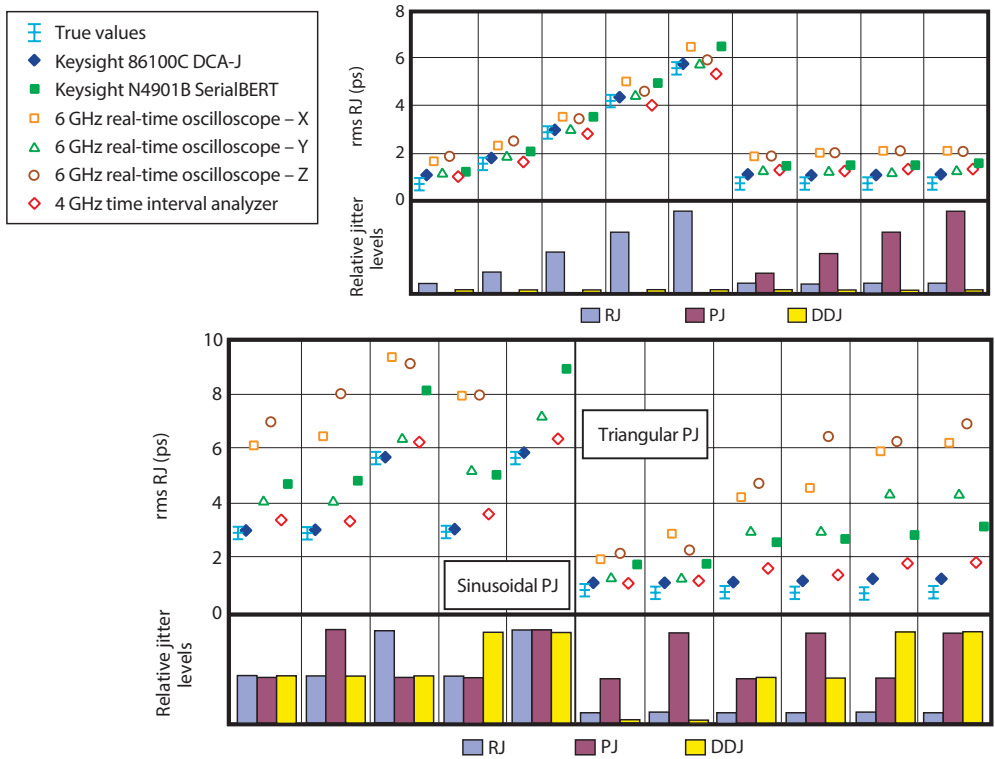 True values
Keysight 86100C DCA-J
Keysight N4901B SerialBERT
6 GHz real-time oscilloscope – X
6 GHz real-time oscilloscope – Y
6 GHz real-time oscilloscope – Z
4 GHz time interval analyzer
8
6
4
2
0
rms RJ (ps)
Relative jitter
levels
RJ
PJ
DDJ
10
8
6
4
2
0
rms RJ (ps)
Triangular PJ
Sinusoidal PJ
Relative jitter
levels
RJ
PJ
DDJ